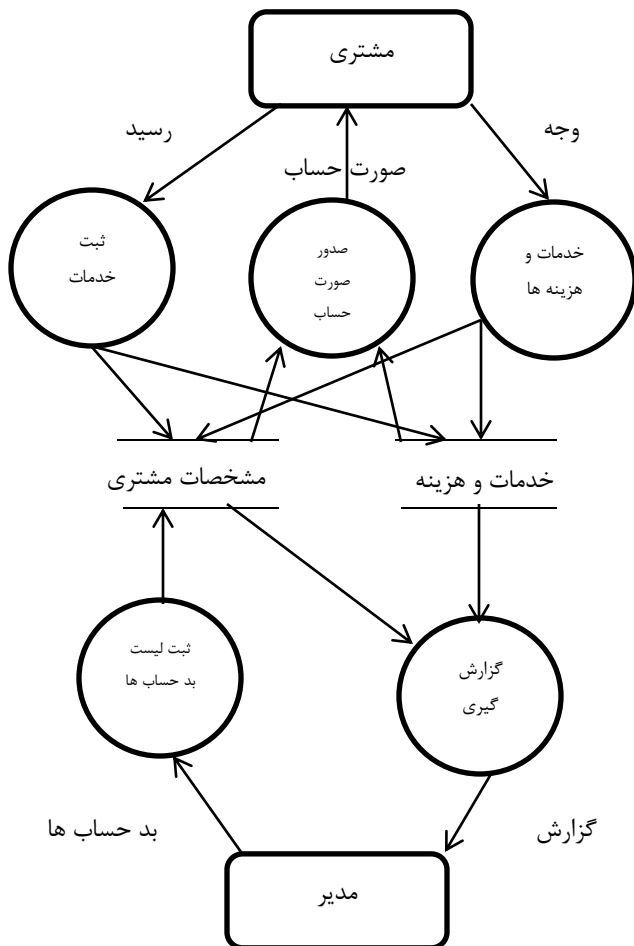 مشتری
وجه
رسید
صورت حساب
خدمات و
هزینه ها
صدور
صورت
حساب
ثبت
خدمات
خدمات و هزینه
مشخصات مشتری
گزارش
گیری
ثبت لیست
بد حساب ها
گزارش
بد حساب ها
مدیر